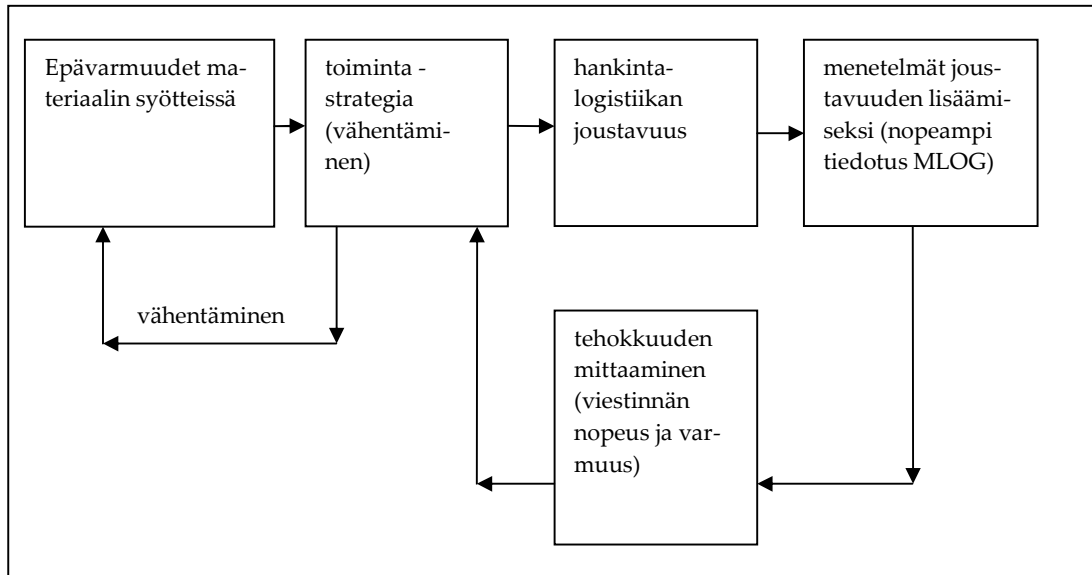 Epävarmuudet ma-
teriaalin syötteissä
toiminta -
strategia
(vähentämi-
nen)
hankinta-
logistiikan
joustavuus
menetelmät jous-
tavuuden lisäämi-
seksi (nopeampi
tiedotus MLOG)
vähentäminen
tehokkuuden
mittaaminen
(viestinnän
nopeus ja var-
muus)